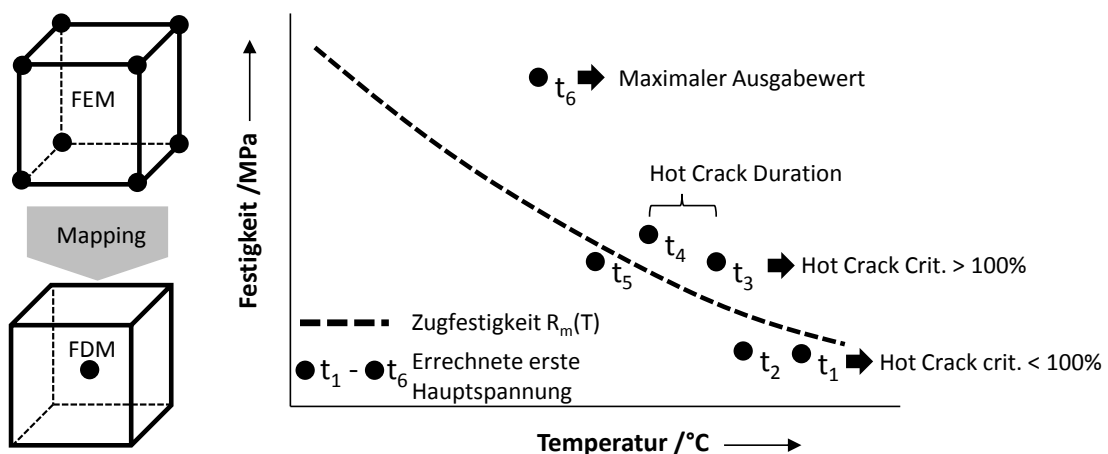 FEM
Mapping
FDM
Festigkeit /MPa
t₆ Maximaler Ausgabewert
Hot Crack Duration
t₄
t₅
t₃ Hot Crack Crit. > 100%
t₂
t₁ Hot Crack crit. < 100%
Zugfestigkeit Rₘ(T)
t₁ - t₆ Errechnete erste
Hauptspannung
Temperatur /°C